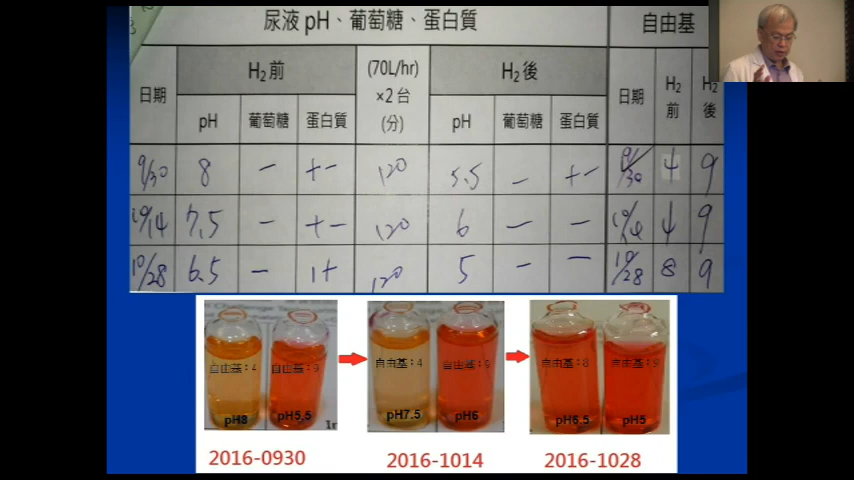 尿液 pH、葡萄糖、蛋白質 自由基
日期 H2前 (70L/hr) ×2台 (分) H2後 日期 H2前 H2後
pH 葡萄糖 蛋白質 pH 葡萄糖 蛋白質
9/30 8 - +- 120 5.5 - +- 9/30 4 9
10/14 7.5 - +- 120 6 - - 10/14 4 9
10/28 6.5 - 1+ 120 5 - - 10/28 8 9
自由基:4 自由基:9 自由基:4 自由基:9 自由基:8 自由基:9
pH8 pH5.5 pH7.5 pH6 pH6.5 pH5
2016-0930 2016-1014 2016-1028